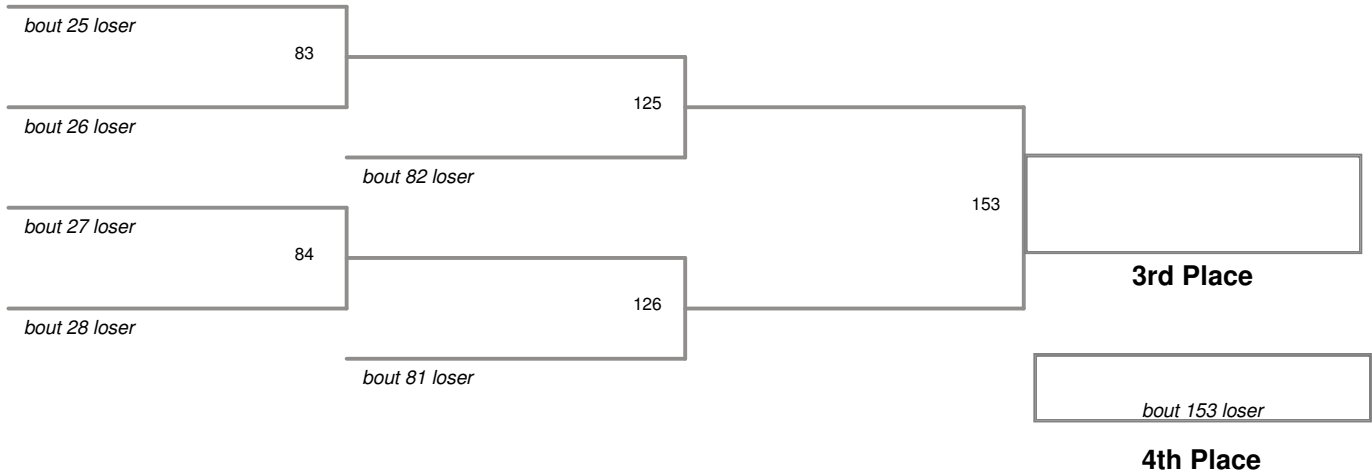 bout 25 loser
83
bout 26 loser
125
bout 82 loser
bout 27 loser
84
bout 28 loser
126
bout 81 loser
153
3rd Place
bout 153 loser
4th Place